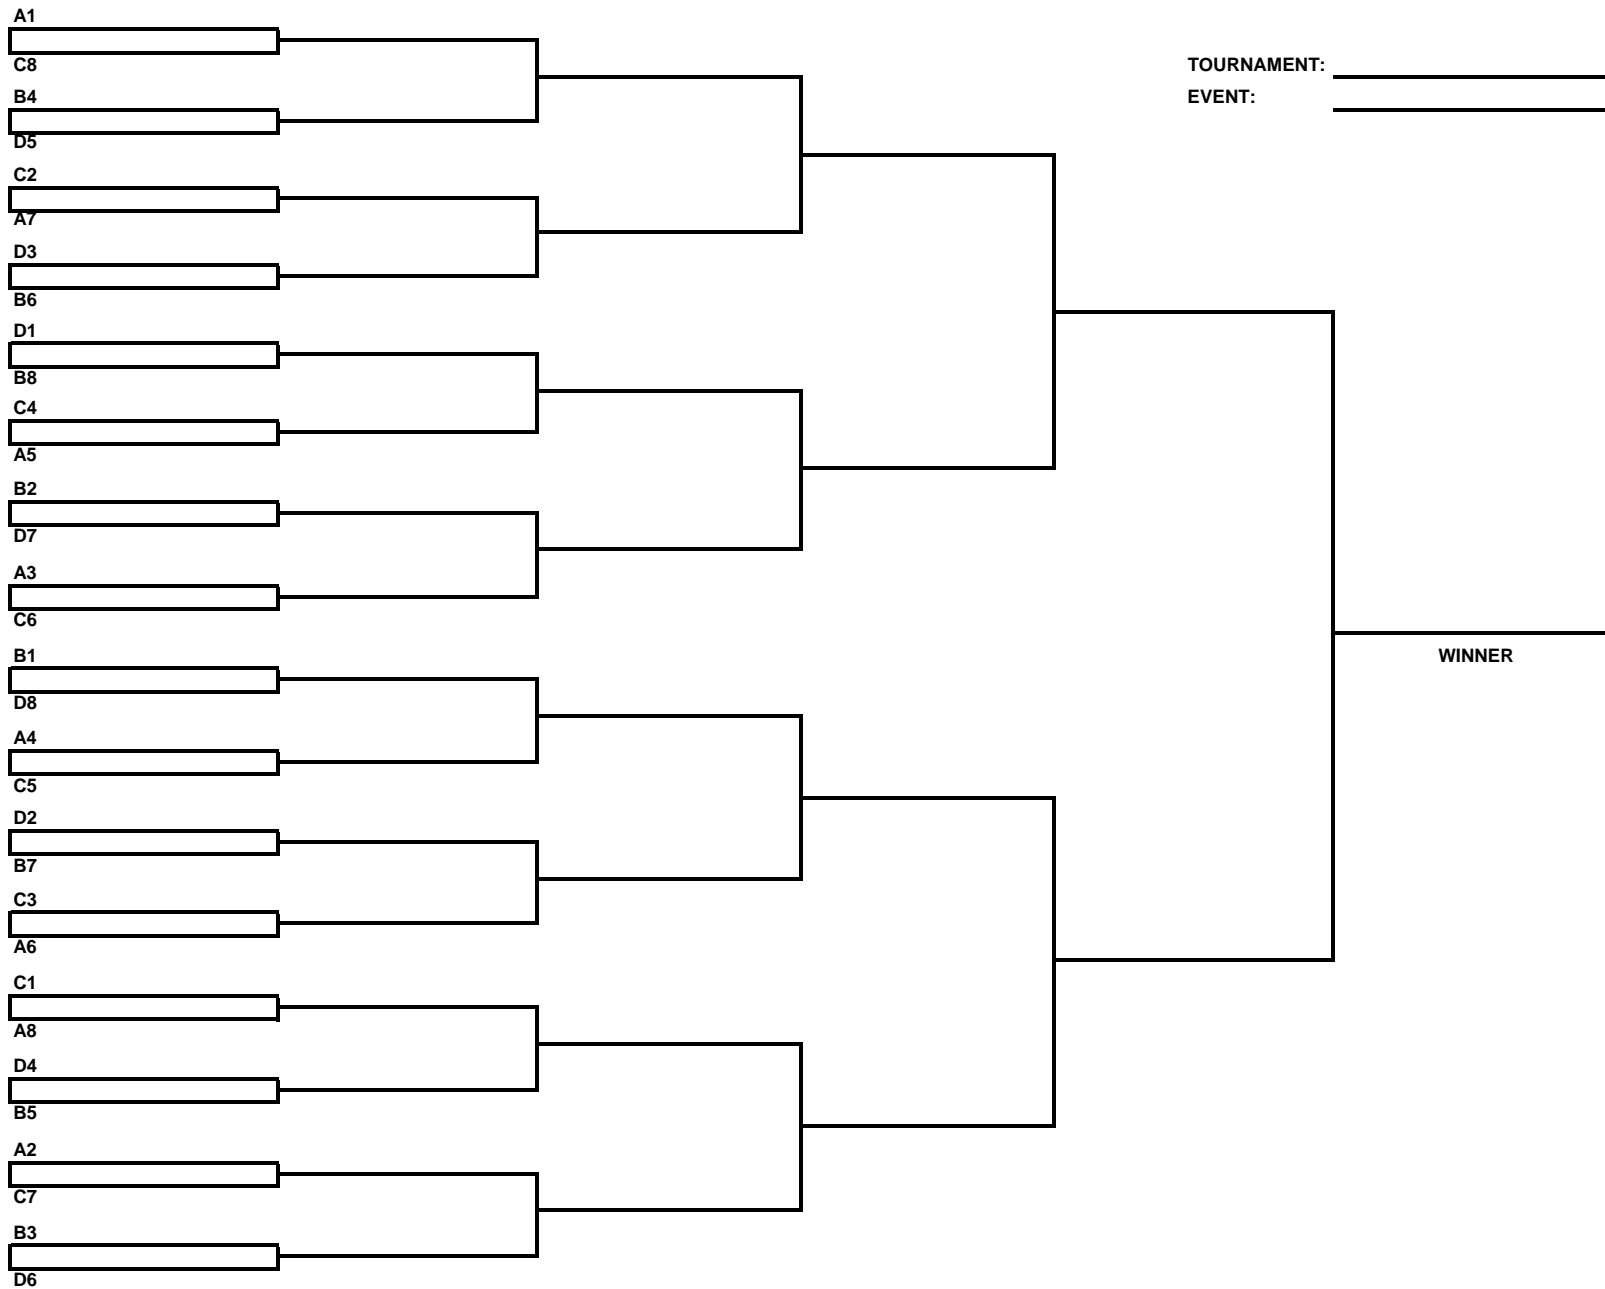 A1
C8
TOURNAMENT:
B4
EVENT:
D5
C2
A7
D3
B6
D1
B8
C4
A5
B2
D7
A3
C6
B1
WINNER
D8
A4
C5
D2
B7
C3
A6
C1
A8
D4
B5
A2
C7
B3
D6